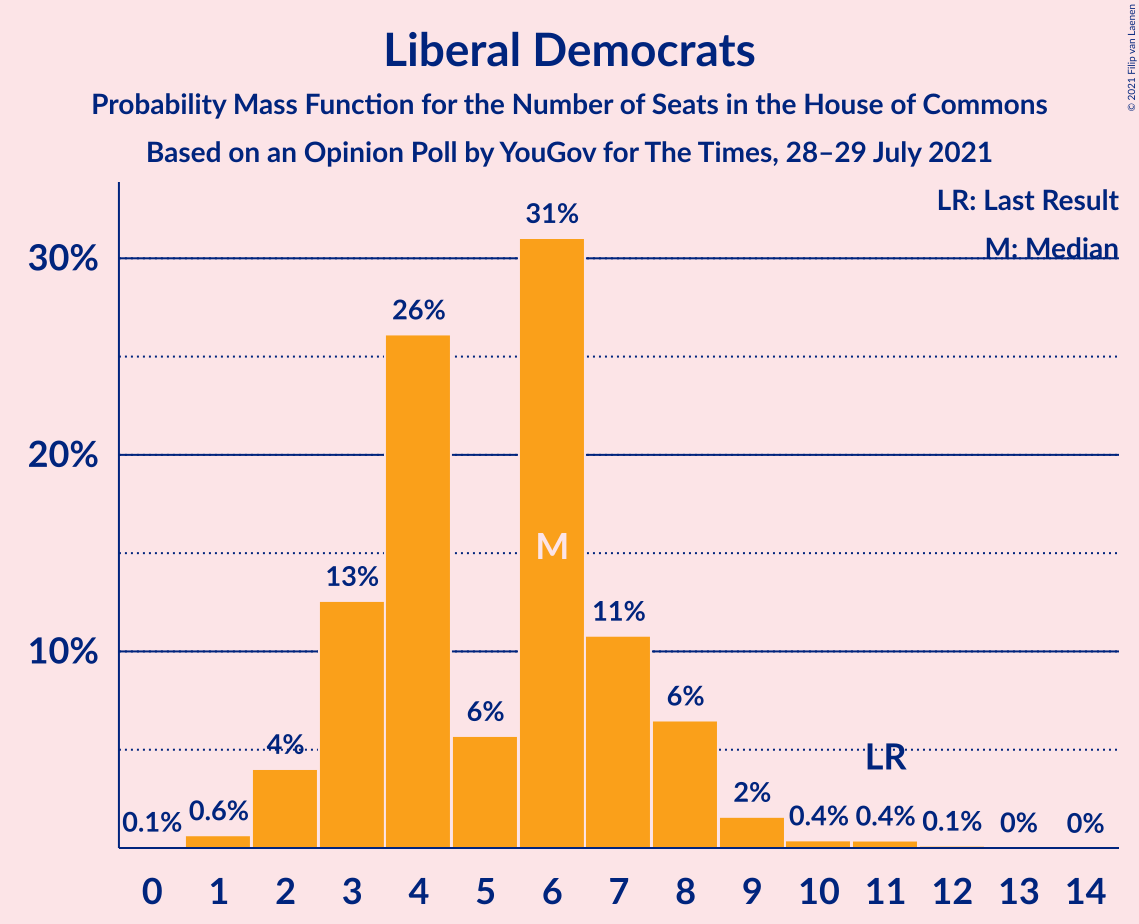 Liberal Democrats
Probability Mass Function for the Number of Seats in the House of Commons
Based on an Opinion Poll by YouGov for The Times, 28–29 July 2021
© 2021 Filip van Laenen
LR: Last Result
M: Median
30%
20%
10%
0.1%
0.6%
4%
13%
26%
6%
31%
M
11%
6%
2%
0.4%
0.4%
LR
0.1%
0%
0%
0 1 2 3 4 5 6 7 8 9 10 11 12 13 14